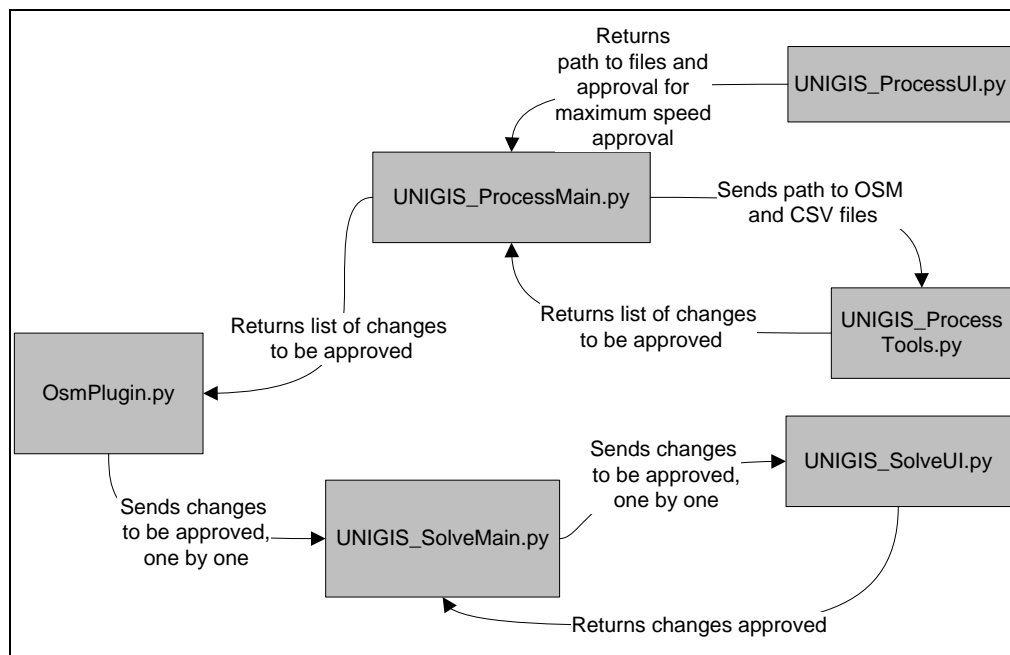 Returns
path to files and
approval for
maximum speed
approval
UNIGIS_ProcessUI.py
UNIGIS_ProcessMain.py
Sends path to OSM
and CSV files
Returns list of changes
to be approved
Returns list of changes
to be approved
UNIGIS_Process
Tools.py
OsmPlugin.py
Sends changes
to be approved,
one by one
UNIGIS_SolveMain.py
Sends changes
to be approved,
one by one
UNIGIS_SolveUI.py
Returns changes approved